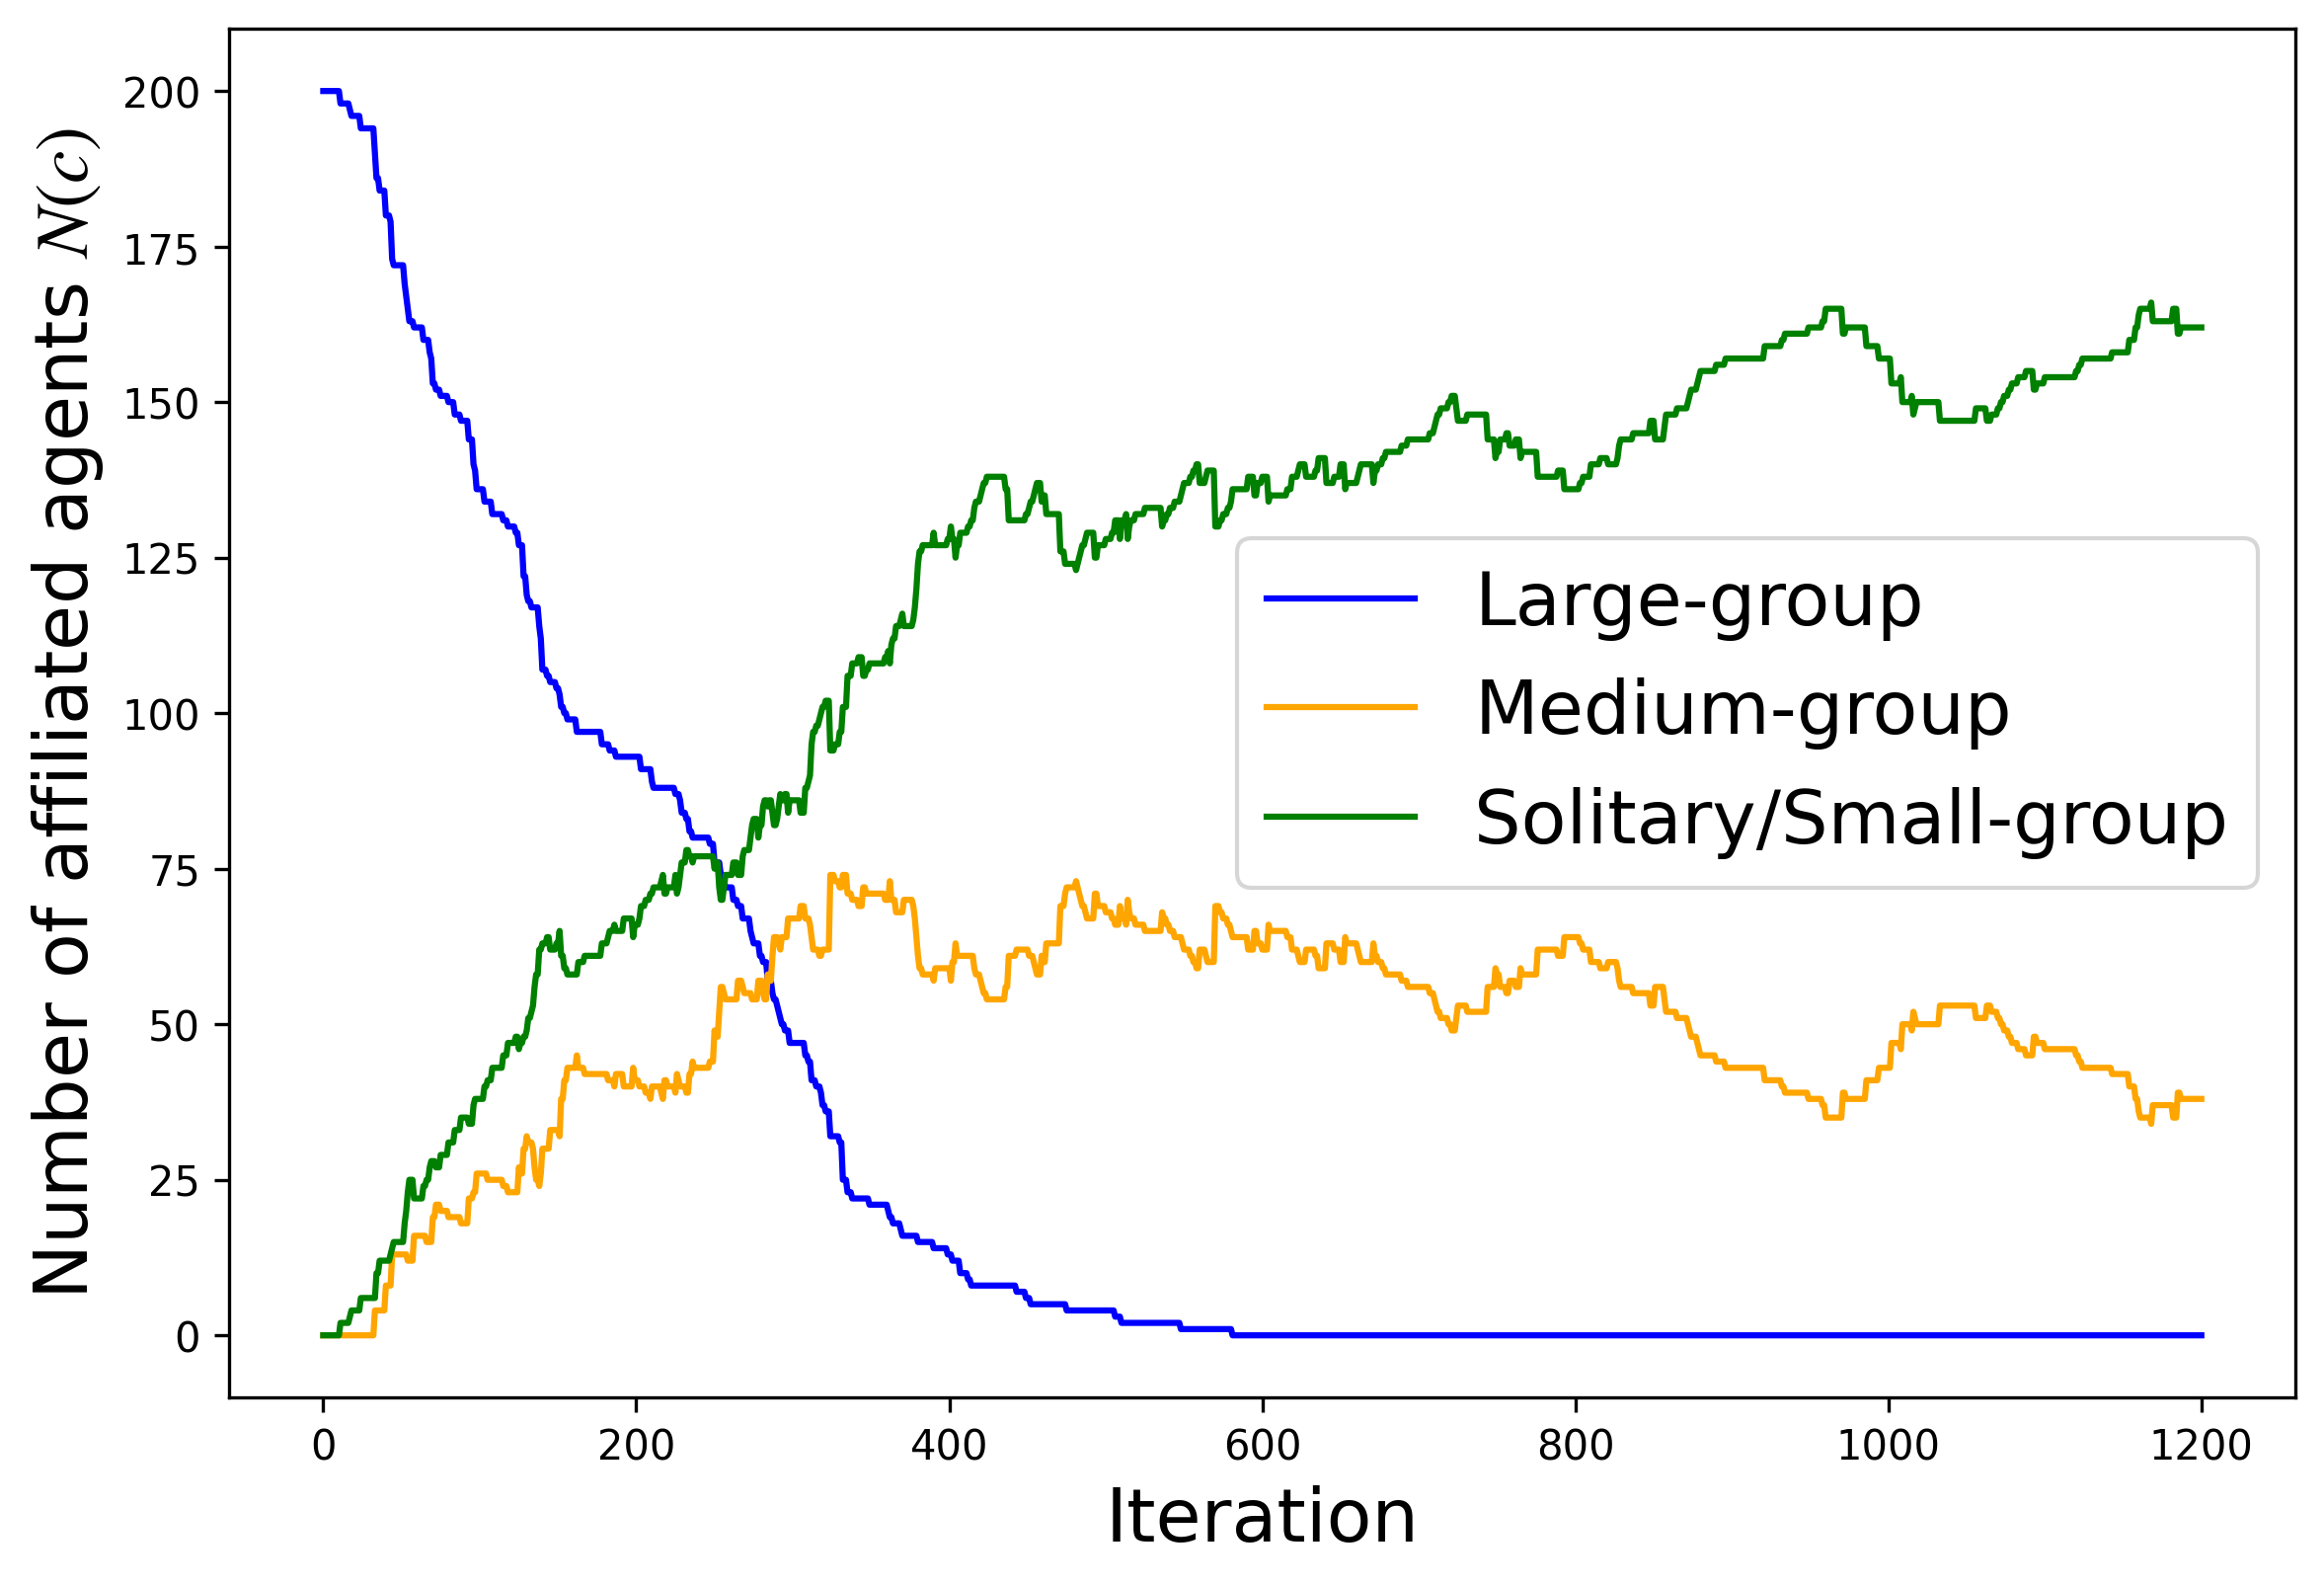 Number of affiliated agents N(c)
200
175
150
125
100
75
50
25
0
Large-group
Medium-group
Solitary/Small-group
0 200 400 600 800 1000 1200
Iteration